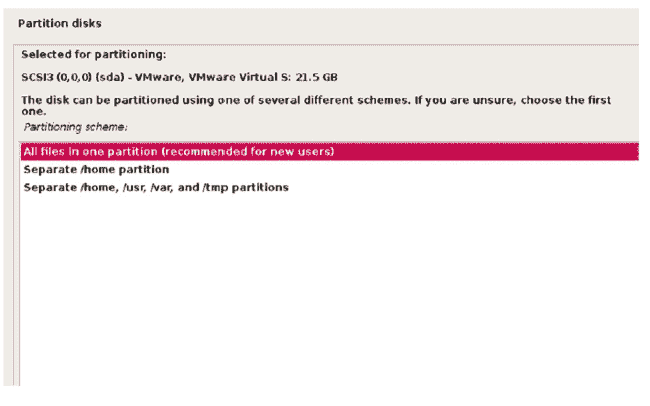 Partition disks
Selected for partitioning:
SCSI3 (0,0,0) (sda) - VMware, VMware Virtual S: 21.5 GB
The disk can be partitioned using one of several different schemes. If you are unsure, choose the first
one.
Partitioning scheme:
All files in one partition (recommended for new users)
Separate /home partition
Separate /home, /usr, /var, and /tmp partitions